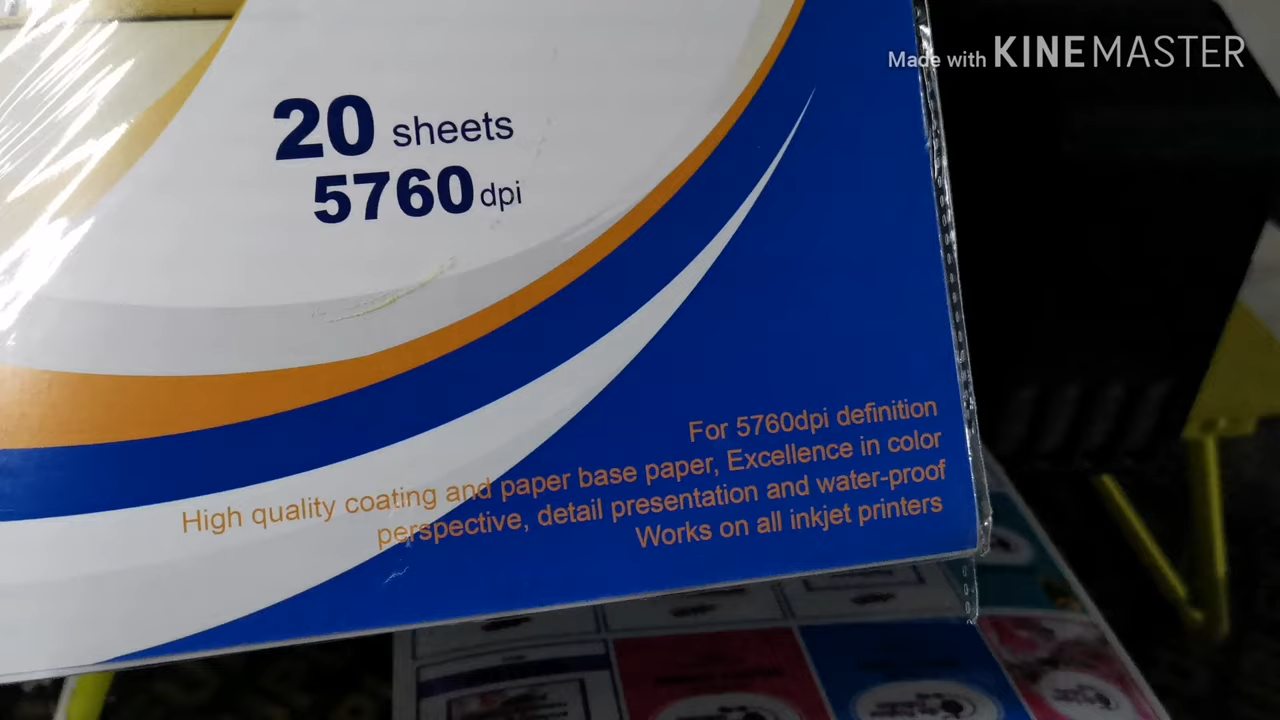 Made with KINEMASTER
20 sheets
5760 dpi
For 5760dpi definition
High quality coating and paper base paper, Excellence in color
perspective, detail presentation and water-proof
Works on all inkjet printers